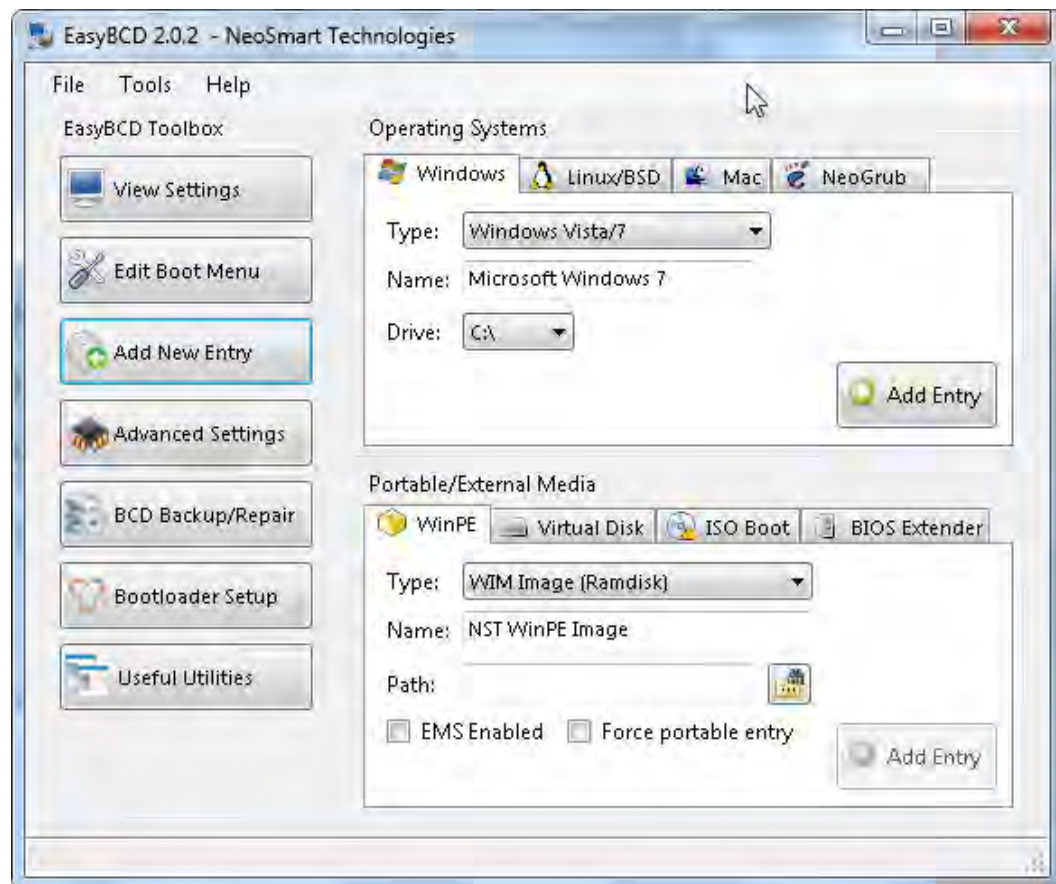 EasyBCD 2.0.2 - NeoSmart Technologies
File Tools Help
EasyBCD Toolbox
View Settings
Edit Boot Menu
Add New Entry
Advanced Settings
BCD Backup/Repair
Bootloader Setup
Useful Utilities
Operating Systems
Windows Linux/BSD Mac NeoGrub
Type: Windows Vista/7
Name: Microsoft Windows 7
Drive: C:\
Add Entry
Portable/External Media
WinPE Virtual Disk ISO Boot BIOS Extender
Type: WIM Image (Ramdisk)
Name: NST WinPE Image
Path:
EMS Enabled Force portable entry
Add Entry